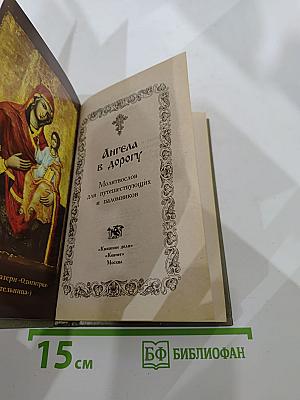 Ангела
в дорогу
Молитвослов
для путешествующих
и паломников
Москва
15 см
БФ БИБЛИОФАН